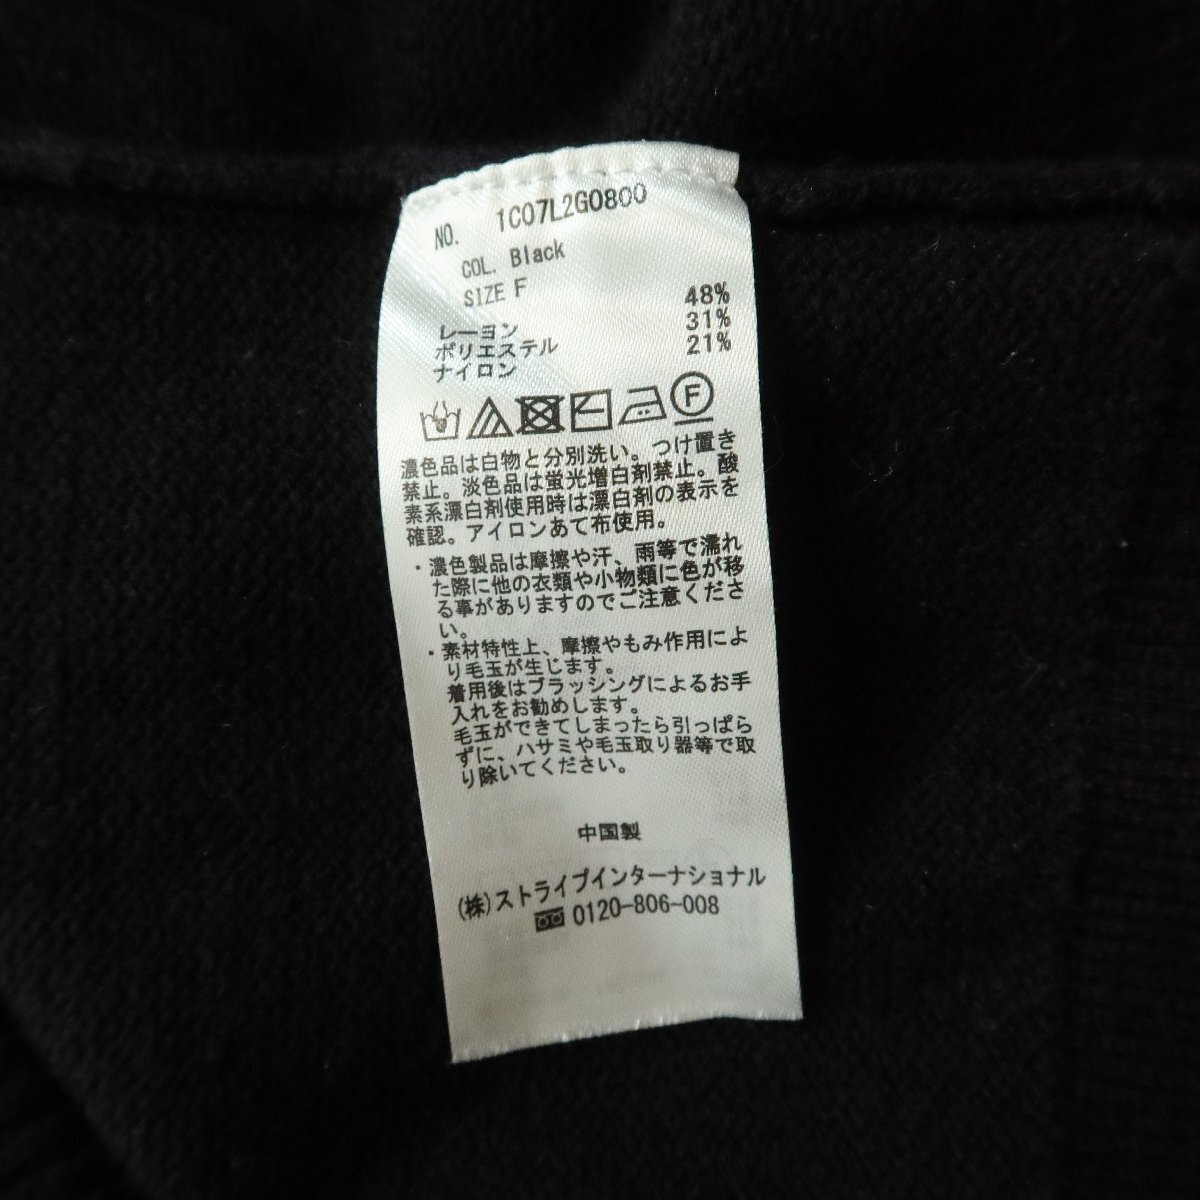 NO. 1C07L2G0800
COL. Black
SIZE F
レーヨン 48%
ポリエステル 31%
ナイロン 21%
F
濃色品は白物と分別洗い。つけ置き
禁止。淡色品は蛍光増白剤禁止。酸
素系漂白剤使用時は漂白剤の表示を
確認。アイロンあて布使用。
・濃色製品は摩擦や汗、雨等で濡れ
た際に他の衣類や小物類に色が移
る事がありますのでご注意くださ
い。
・素材特性上、摩擦やもみ作用によ
り毛玉が生じます。
着用後はブラッシングによるお手
入れをお勧めします。
毛玉ができてしまったら引っぱら
ずに、ハサミや毛玉取り器等で取
り除いてください。
中国製
(株)ストライプインターナショナル
0120-806-008